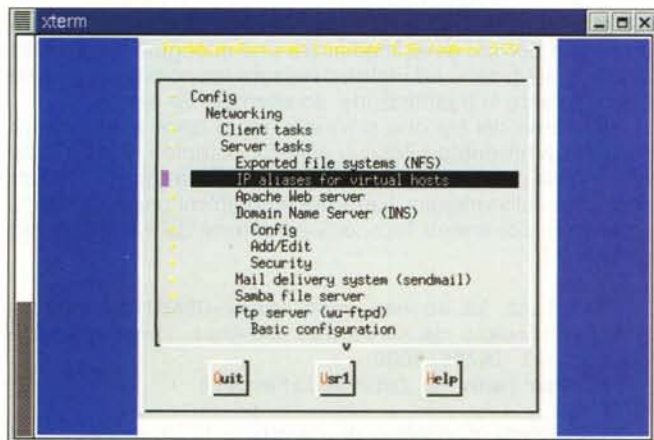 xterm
Config
Networking
Client tasks
Server tasks
Exported file systems (NFS)
IP aliases for virtual hosts
Apache Web server
Domain Name Server (DNS)
Config
Add/Edit
Security
Mail delivery system (sendmail)
Samba file server
Ftp server (wu-ftpd)
Basic configuration
Quit Usr1 Help